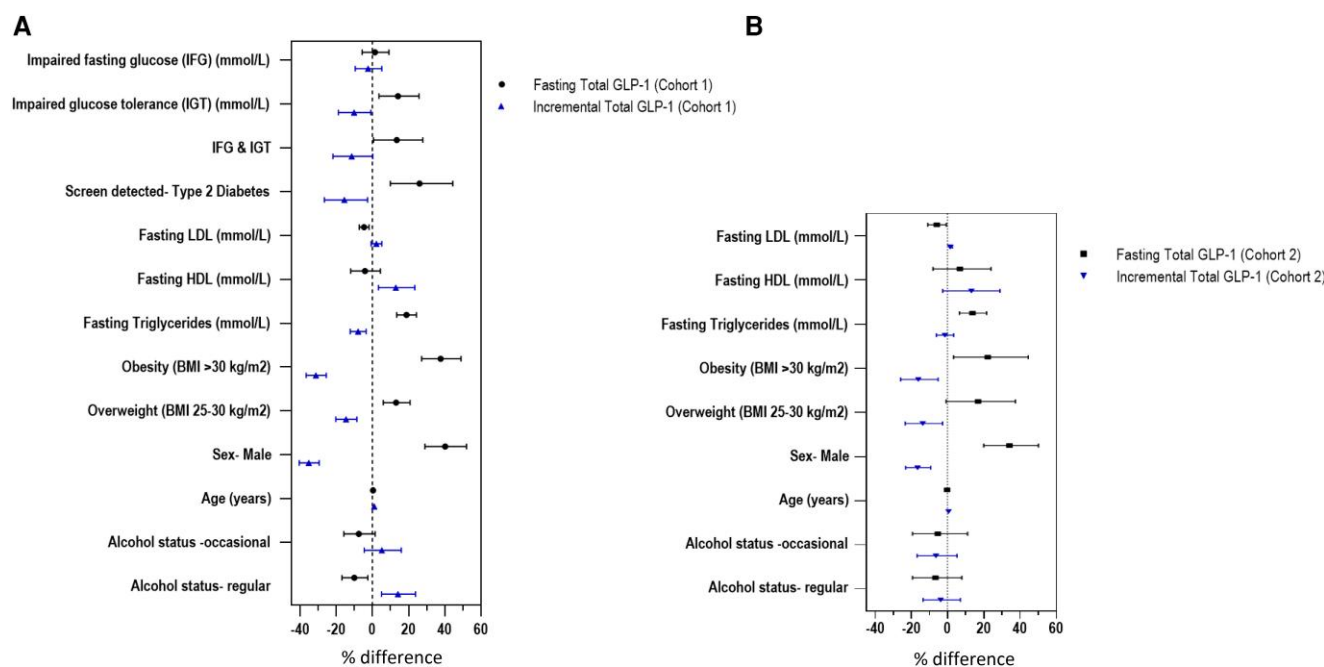 A
Impaired fasting glucose (IFG) (mmol/L)
Impaired glucose tolerance (IGT) (mmol/L)
IFG & IGT
Screen detected- Type 2 Diabetes
Fasting LDL (mmol/L)
Fasting HDL (mmol/L)
Fasting Triglycerides (mmol/L)
Obesity (BMI >30 kg/m2)
Overweight (BMI 25-30 kg/m2)
Sex- Male
Age (years)
Alcohol status -occasional
Alcohol status- regular
-40 -20 0 20 40 60
% difference
Fasting Total GLP-1 (Cohort 1)
Incremental Total GLP-1 (Cohort 1)
B
Fasting LDL (mmol/L)
Fasting HDL (mmol/L)
Fasting Triglycerides (mmol/L)
Obesity (BMI >30 kg/m2)
Overweight (BMI 25-30 kg/m2)
Sex- Male
Age (years)
Alcohol status -occasional
Alcohol status- regular
-40 -20 0 20 40 60
% difference
Fasting Total GLP-1 (Cohort 2)
Incremental Total GLP-1 (Cohort 2)